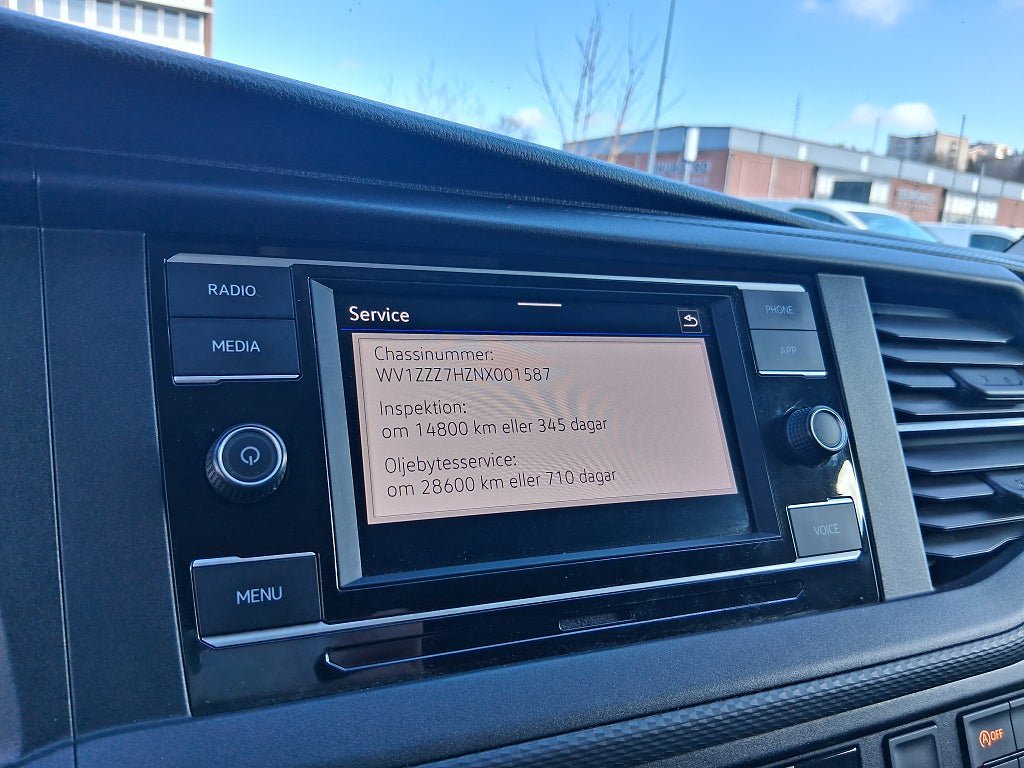 RADIO
MEDIA
Service
PHONE
APP
Chassinummer:
WV1ZZZ7HZNX001587
Inspektion:
om 14800 km eller 345 dagar
Oljebytesservice:
om 28600 km eller 710 dagar
VOICE
MENU
(A)OFF